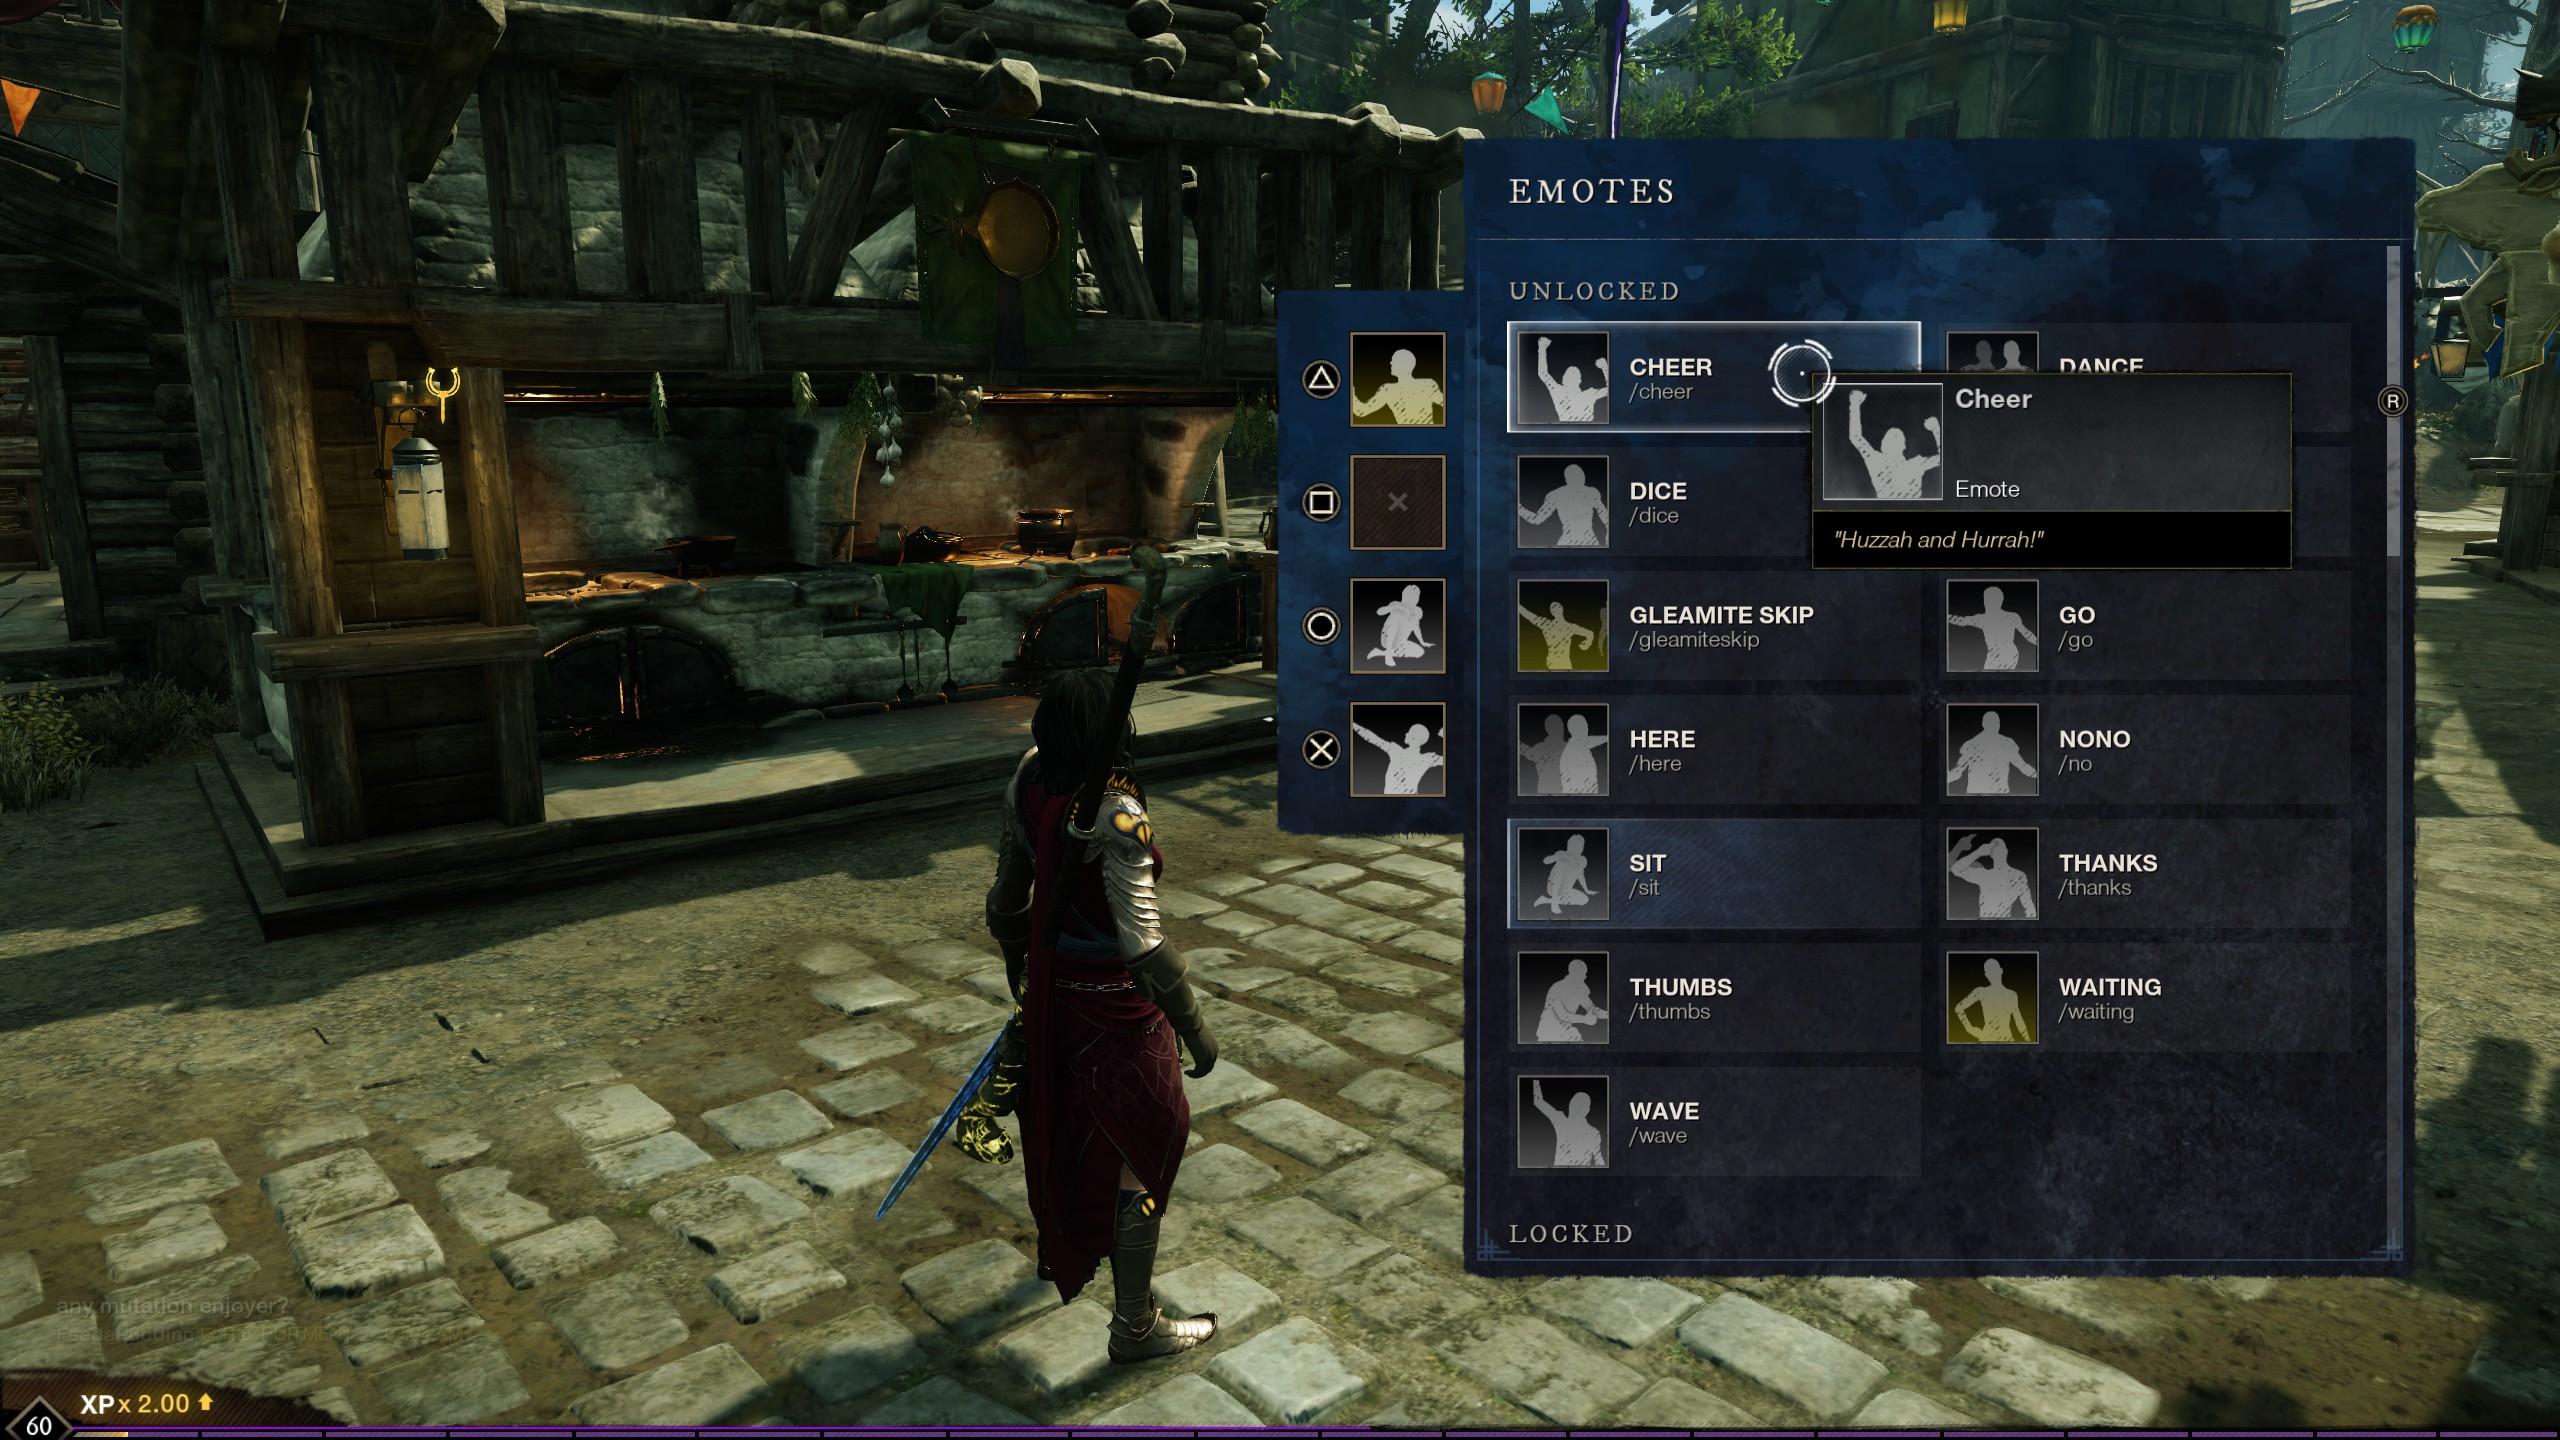 EMOTES
UNLOCKED
CHEER
/cheer
DANCE
Cheer
Emote
"Huzzah and Hurrah!"
R
DICE
/dice
GLEAMITE SKIP
/gleamiteskip
GO
/go
HERE
/here
NONO
/no
SIT
/sit
THANKS
/thanks
THUMBS
/thumbs
WAITING
/waiting
WAVE
/wave
LOCKED
any mutation enjoyer?
XP x 2.00
60